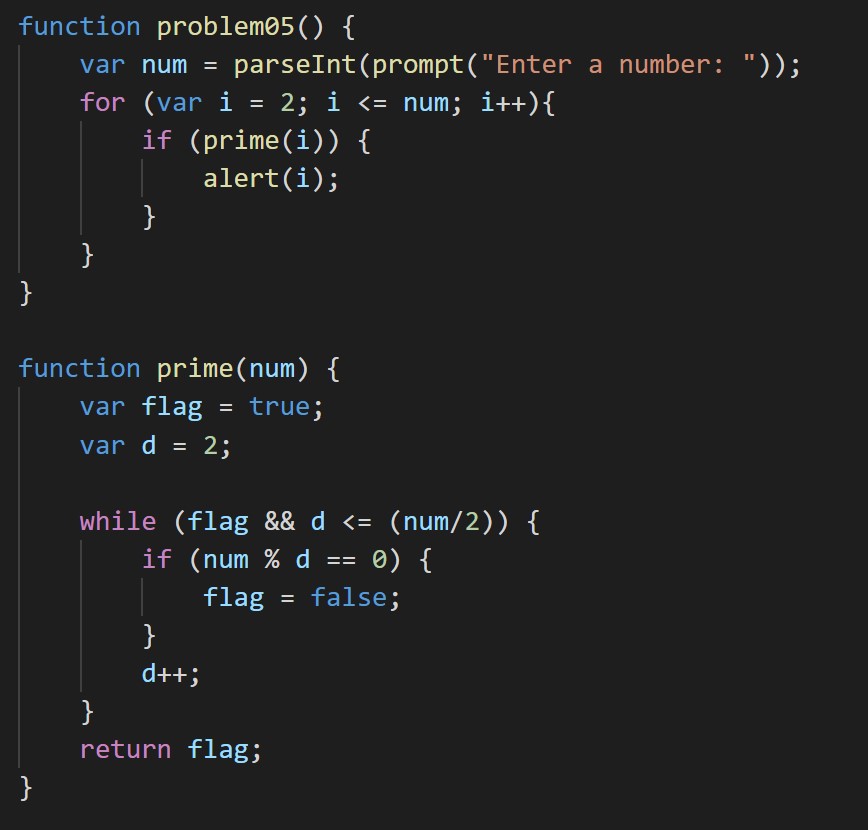 function problem05() {
    var num = parseInt(prompt("Enter a number: "));
    for (var i = 2; i <= num; i++){
        if (prime(i)) {
            alert(i);
        }
    }
}

function prime(num) {
    var flag = true;
    var d = 2;

    while (flag && d <= (num/2)) {
        if (num % d == 0) {
            flag = false;
        }
        d++;
    }
    return flag;
}